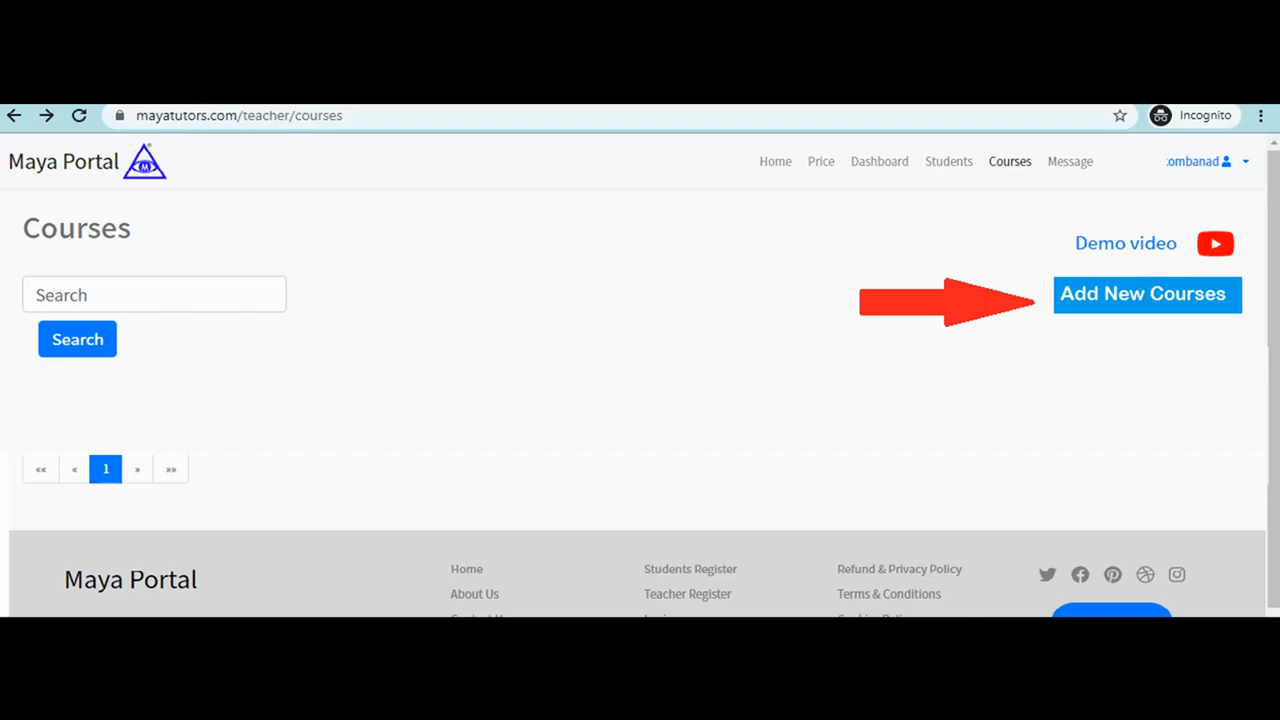 mayatutors.com/teacher/courses
Incognito
Maya Portal
M
Home Price Dashboard Students Courses Message
ombanad
Courses
Demo video
Search
Add New Courses
Search
«« « 1 » »»
Maya Portal
Home
Students Register
Refund & Privacy Policy
About Us
Teacher Register
Terms & Conditions